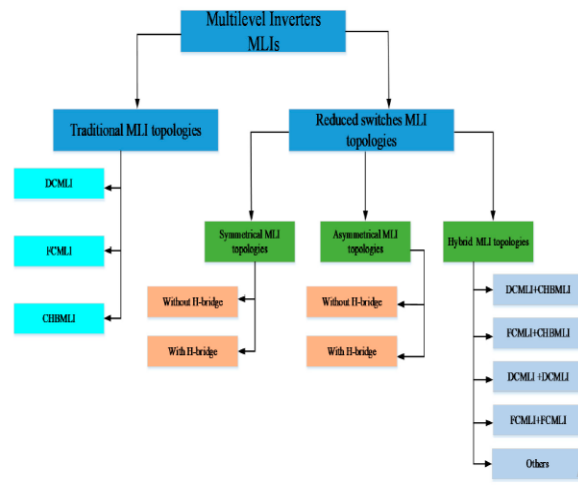 Multilevel Inverters
MLIs
Traditional MLI topologies
Reduced switches MLI
topologies
DCMLI
FCMLI
CHBMLI
Symmetrical MLI
topologies
Asymmetrical MLI
topologies
Hybrid MLI topologies
Without H-bridge
With H-bridge
Without H-bridge
With H-bridge
DCMLI+CHBMLI
FCMLI+CHBMLI
DCMLI +DCMLI
FCMLI+FCMLI
Others